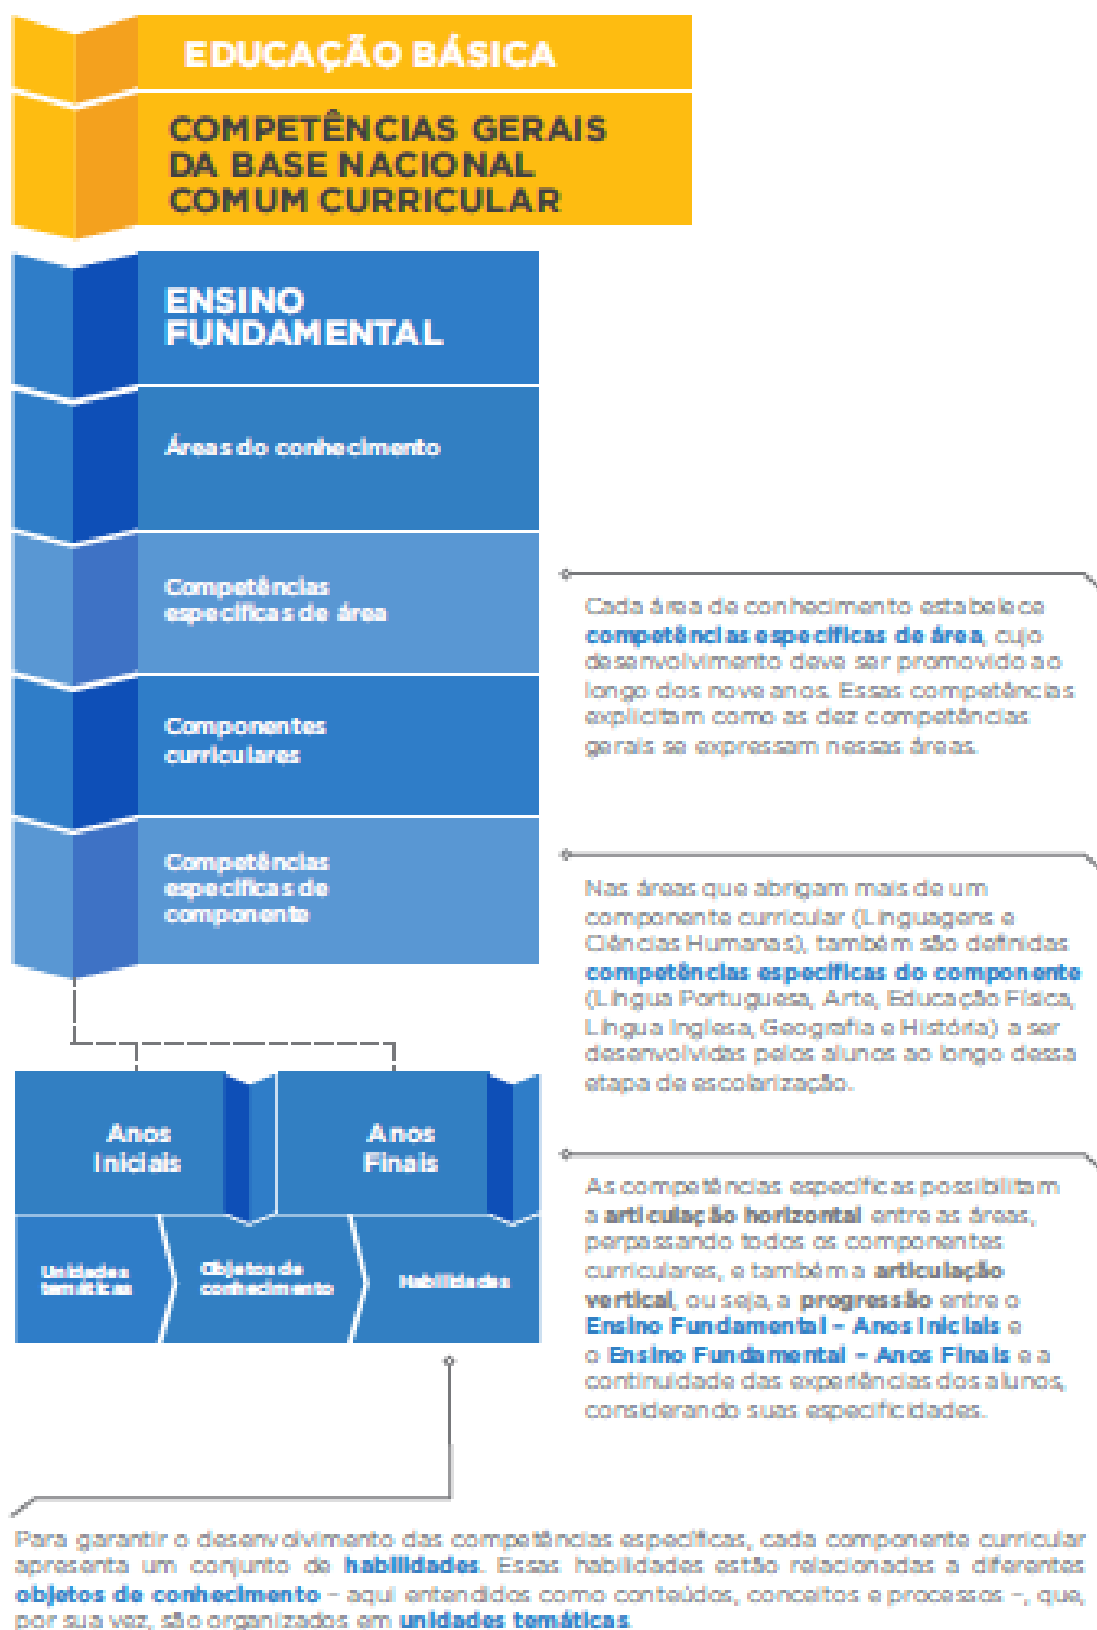 EDUCAÇÃO BÁSICA
COMPETÊNCIAS GERAIS
DA BASE NACIONAL
COMUM CURRICULAR
ENSINO
FUNDAMENTAL
Áreas do conhecimento
Competências
específicas de área
Cada área de conhecimento estabelece
competências específicas de área, cujo
desenvolvimento deve ser promovido ao
longo dos nove anos. Essas competências
explicitam como as dez competências
gerais se expressam nessas áreas.
Componentes
curriculares
Competências
específicas de
componente
Nas áreas que abrigam mais de um
componente curricular (Linguagens e
Ciências Humanas), também são definidas
competências específicas do componente
(Língua Portuguesa, Arte, Educação Física,
Língua Inglesa, Geografia e História) a ser
desenvolvidas pelos alunos ao longo dessa
etapa de escolarização.
Anos
Iniciais
Anos
Finais
As competências específicas possibilitam
a articulação horizontal entre as áreas,
perpassando todos os componentes
curriculares, e também a articulação
vertical, ou seja, a progressão entre o
Ensino Fundamental – Anos Iniciais e
o Ensino Fundamental – Anos Finais e a
continuidade das experiências dos alunos,
considerando suas especificidades.
Unidades
temáticas
Objetos de
conhecimento
Habilidades
Para garantir o desenvolvimento das competências específicas, cada componente curricular
apresenta um conjunto de habilidades. Essas habilidades estão relacionadas a diferentes
objetos de conhecimento – aqui entendidos como conteúdos, conceitos e processos –, que,
por sua vez, são organizados em unidades temáticas.